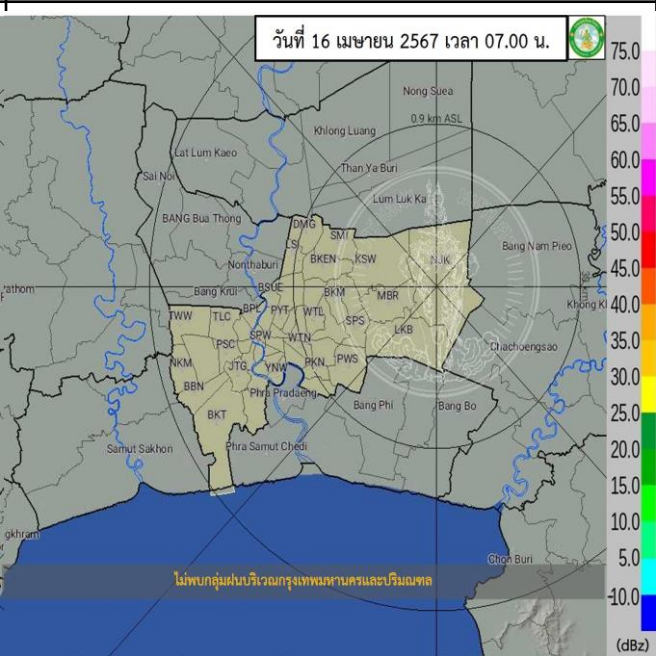 วันที่ 16 เมษายน 2567 เวลา 07.00 น.
75.0
70.0
65.0
60.0
55.0
50.0
45.0
40.0
35.0
30.0
25.0
20.0
15.0
10.0
5.0
-10.0
(dBz)
Nong Suea
0.9 km ASL
Khlong Luang
Lat Lum Kaeo
Than Ya Buri
Sai Noi
Lum Luk Ka
BANG Bua Thong
DMG
SMI
LSI
Bang Nam Pieo
BKEN
KSW
NJK
Nonthaburi
Bang Krui
BSUE
BKM
MBR
TWW
TLC
BPL
PYT
WTL
SPS
LKB
PSC
SPW
WTN
Chachoengsao
NKM
JTG
YNW
PKN
PWS
BBN
Phra Pradaeng
BKT
Bang Phi
Bang Bo
Samut Sakhon
Phra Samut Chedi
gkhram
Chon Buri
ไม่พบกลุ่มฝนบริเวณกรุงเทพมหานครและปริมณฑล